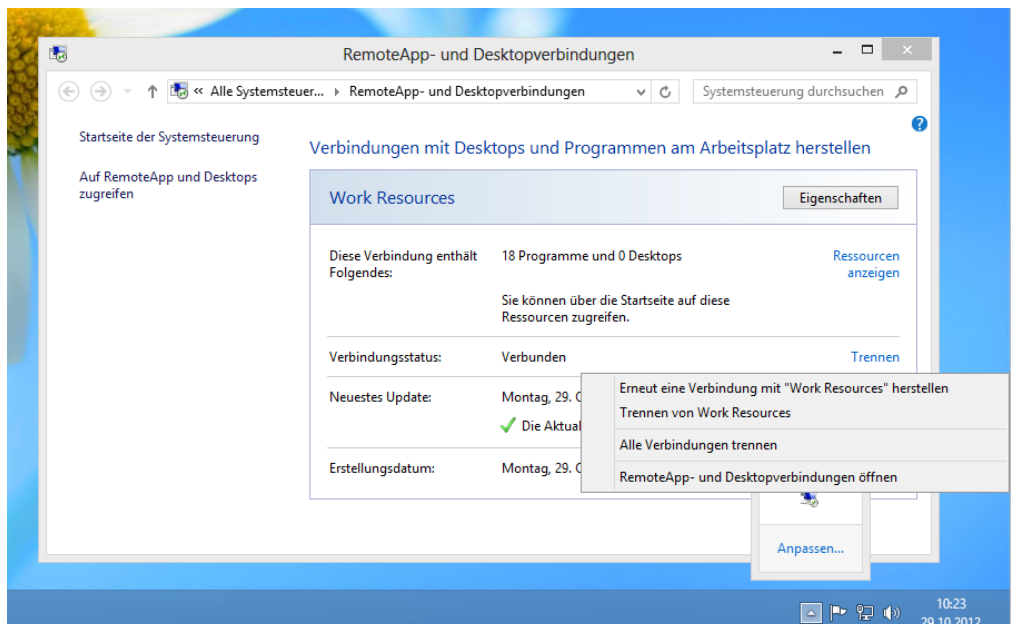 RemoteApp- und Desktopverbindungen
« Alle Systemsteuer... ▸ RemoteApp- und Desktopverbindungen
Systemsteuerung durchsuchen
Startseite der Systemsteuerung
Auf RemoteApp und Desktops
zugreifen
Verbindungen mit Desktops und Programmen am Arbeitsplatz herstellen
Work Resources
Eigenschaften
Diese Verbindung enthält
Folgendes:
18 Programme und 0 Desktops
Ressourcen
anzeigen
Sie können über die Startseite auf diese
Ressourcen zugreifen.
Verbindungsstatus:
Verbunden
Trennen
Neuestes Update:
Montag, 29.
Die Aktual
Erstellungsdatum:
Montag, 29.
Erneut eine Verbindung mit "Work Resources" herstellen
Trennen von Work Resources
Alle Verbindungen trennen
RemoteApp- und Desktopverbindungen öffnen
Anpassen...
10:23
29.10.2012